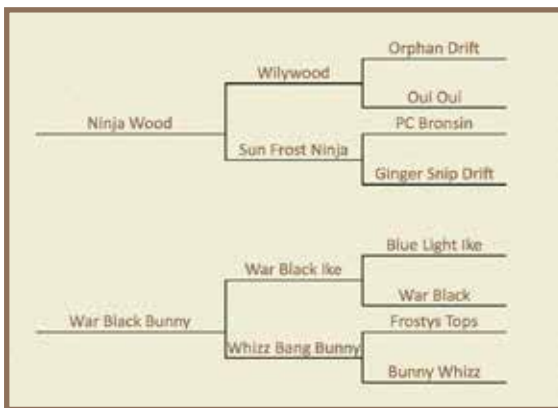 Orphan Drift
Wilywood
Oui Oui
Ninja Wood
PC Bronsin
Sun Frost Ninja
Ginger Snip Drift
Blue Light Ike
War Black Ike
War Black
War Black Bunny
Frostys Tops
Whizz Bang Bunny
Bunny Whizz